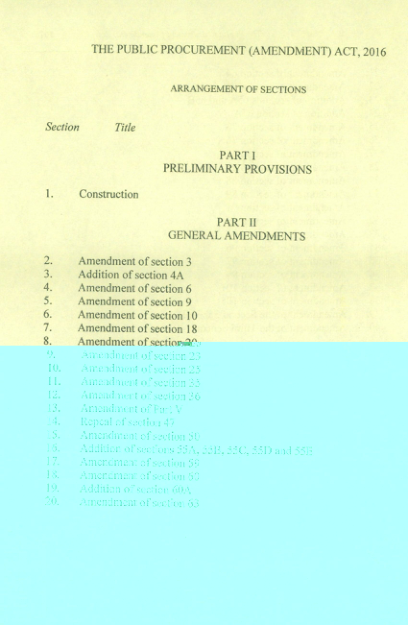 THE PUBLIC PROCUREMENT (AMENDMENT) ACT, 2016
ARRANGEMENT OF SECTIONS
Section Title
PART I
PRELIMINARY PROVISIONS
1. Construction
PART II
GENERAL AMENDMENTS
2. Amendment of section 3
3. Addition of section 4A
4. Amendment of section 6
5. Amendment of section 9
6. Amendment of section 10
7. Amendment of section 18
8. Amendment of section 20
9. Amendment of section 23
10. Amendment of section 25
11. Amendment of section 35
12. Amendment of section 36
13. Amendment of Part V
14. Repeal of section 47
15. Amendment of section 50
16. Addition of sections 55A, 55B, 55C, 55D and 55E
17. Amendment of section 59
18. Amendment of section 60
19. Addition of section 60A
20. Amendment of section 63